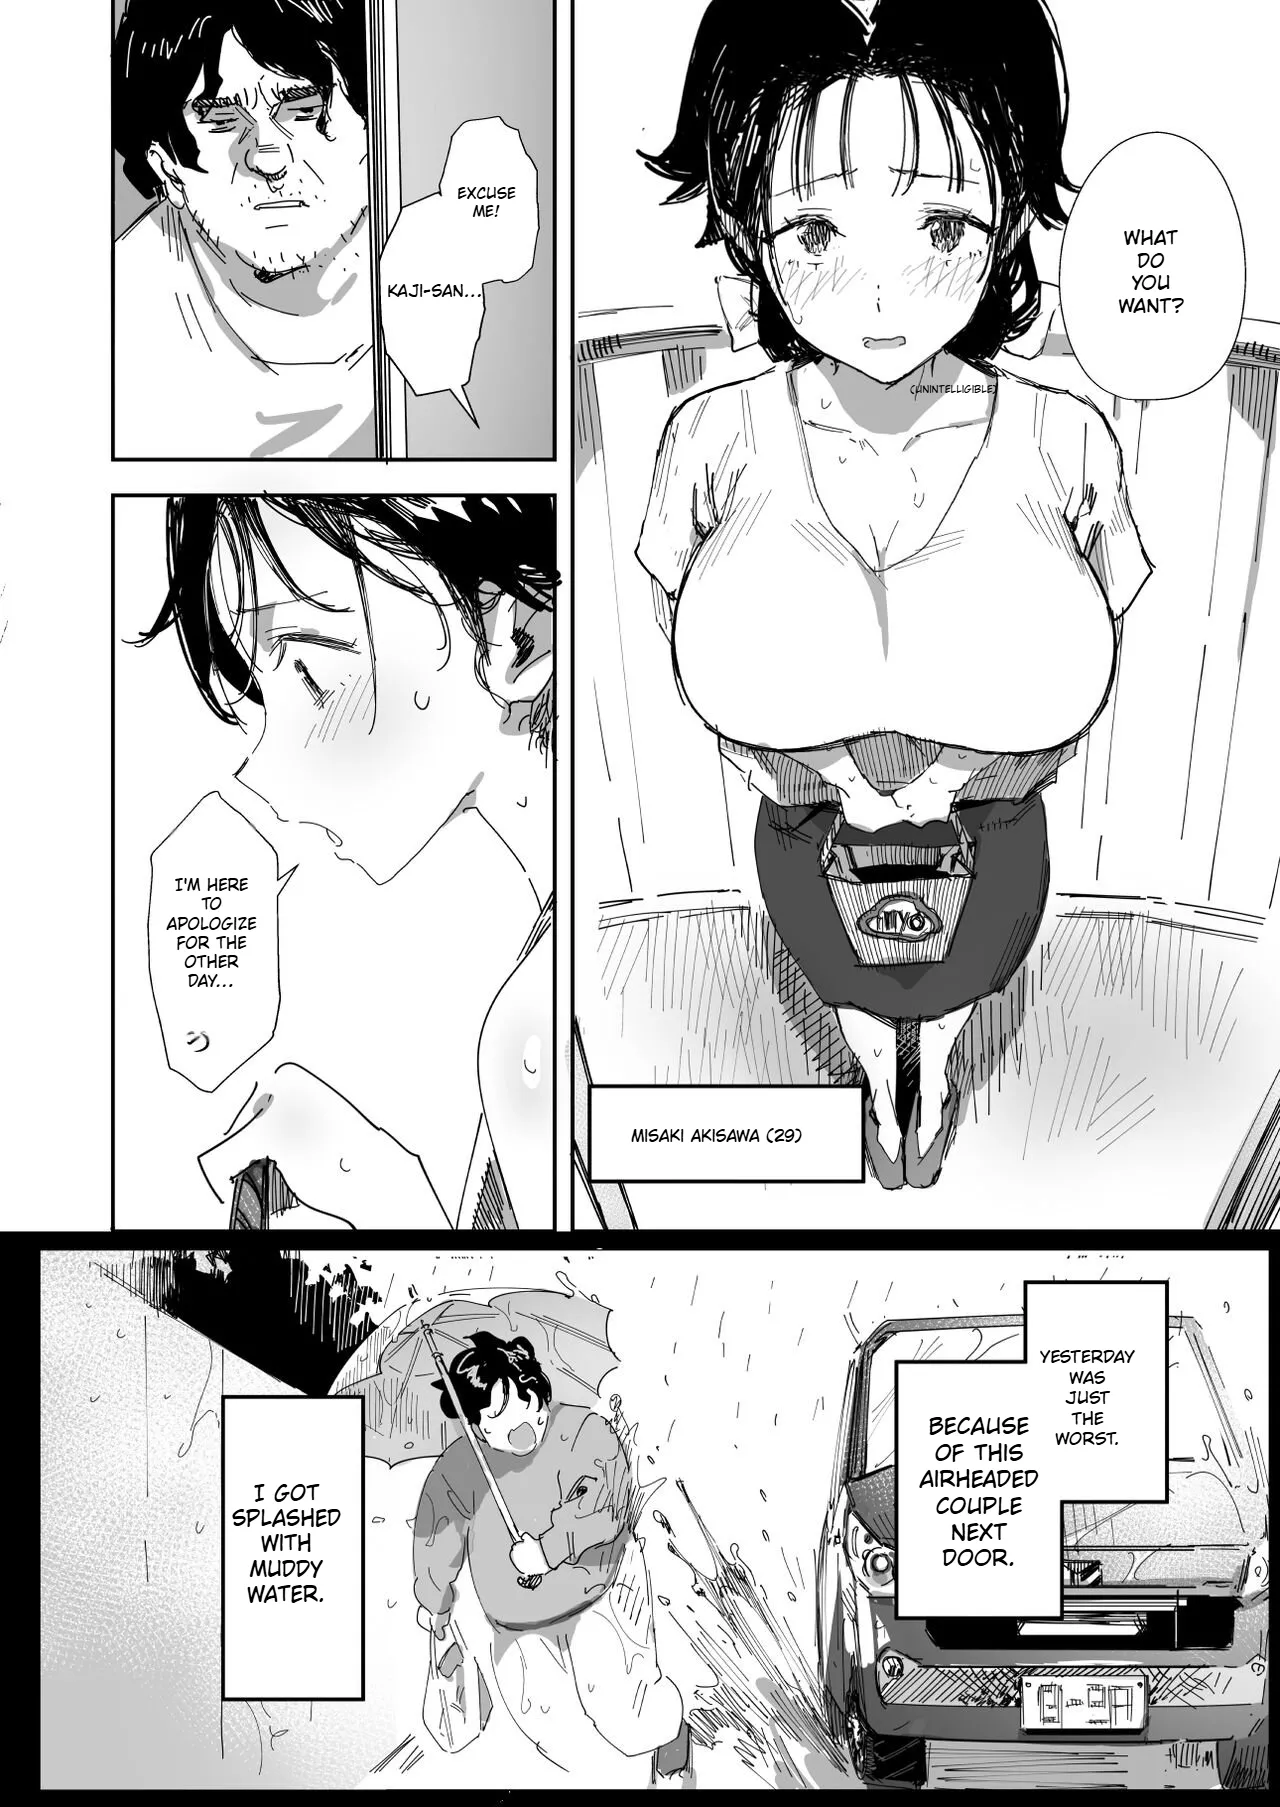 WHAT
DO
YOU
WANT?
(UNINTELLIGIBLE)
MISAKI AKISAWA (29)
EXCUSE
ME!
KAJI-SAN...
I'M HERE
TO
APOLOGIZE
FOR THE
OTHER
DAY...
YESTERDAY
WAS
JUST
THE
WORST.
BECAUSE
OF THIS
AIRHEADED
COUPLE
NEXT
DOOR.
I GOT
SPLASHED
WITH
MUDDY
WATER.